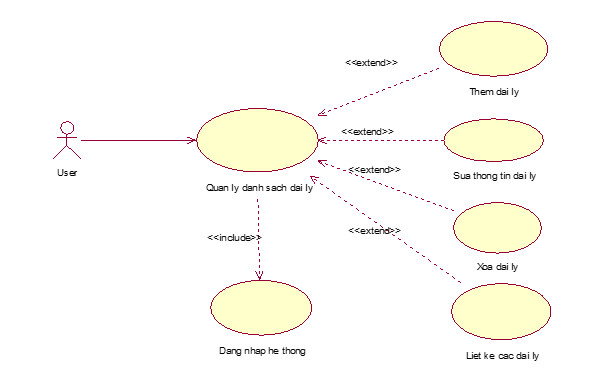 <<extend>>
Them dai ly
<<extend>>
User
Quan ly danh sach dai ly
Sua thong tin dai ly
<<extend>>
<<include>>
<<extend>>
Xoa dai ly
Dang nhap he thong
Liet ke cac dai ly